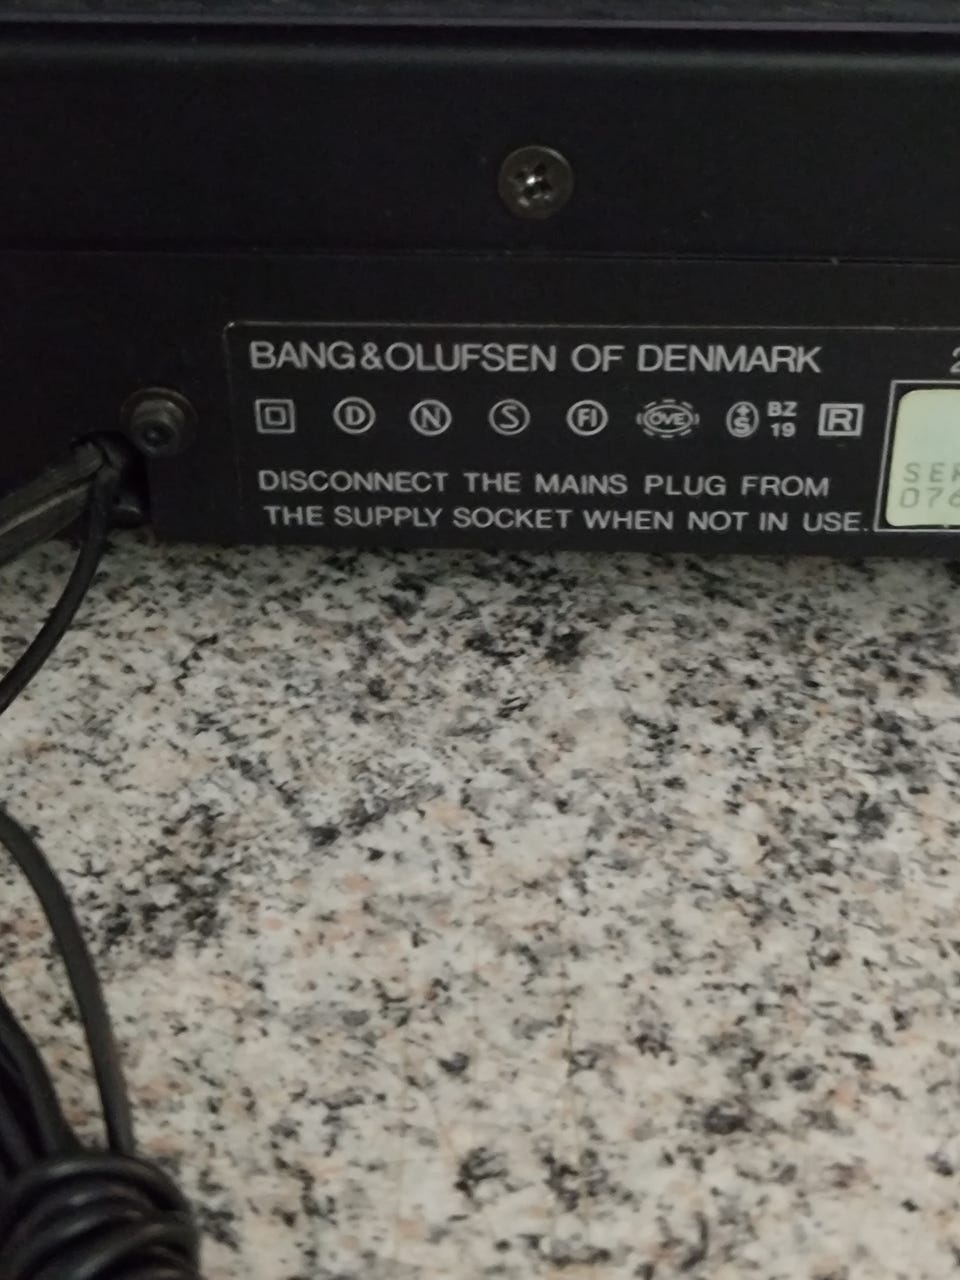 BANG&OLUFSEN OF DENMARK
D N S FI OVE S BZ 19 R
DISCONNECT THE MAINS PLUG FROM
THE SUPPLY SOCKET WHEN NOT IN USE.